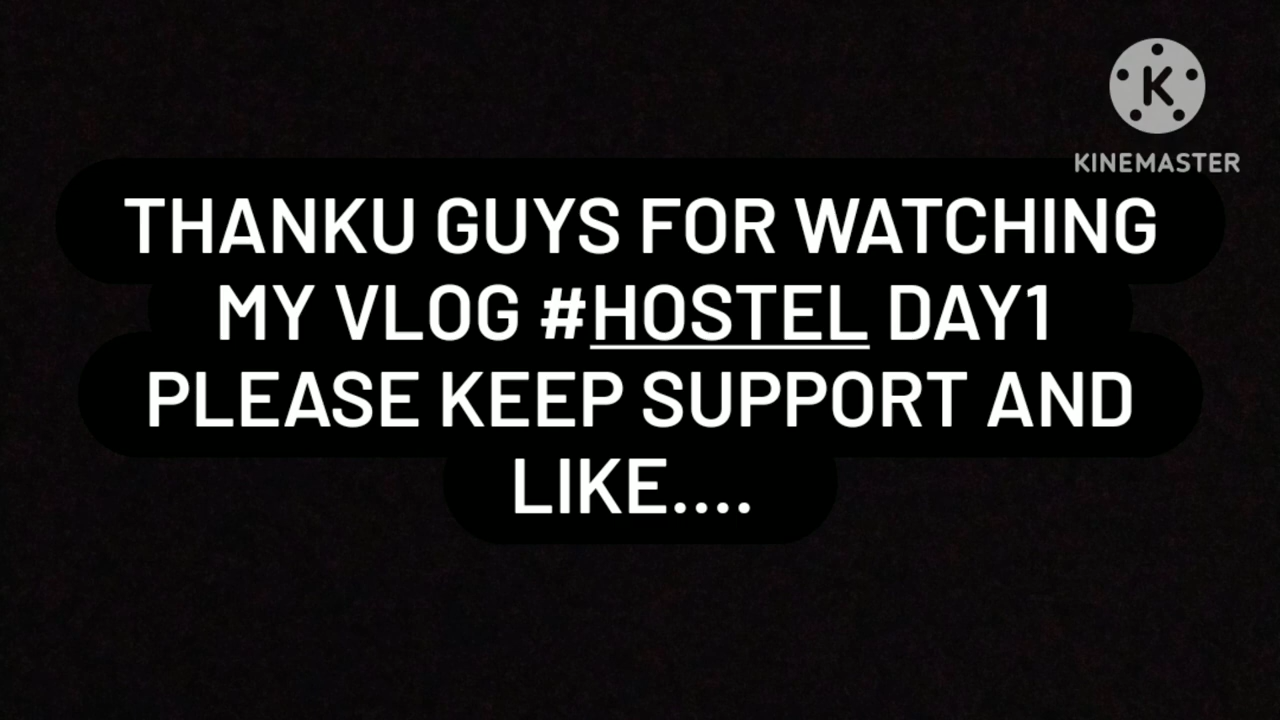 K
KINEMASTER
THANKU GUYS FOR WATCHING
MY VLOG #HOSTEL DAY1
PLEASE KEEP SUPPORT AND
LIKE....